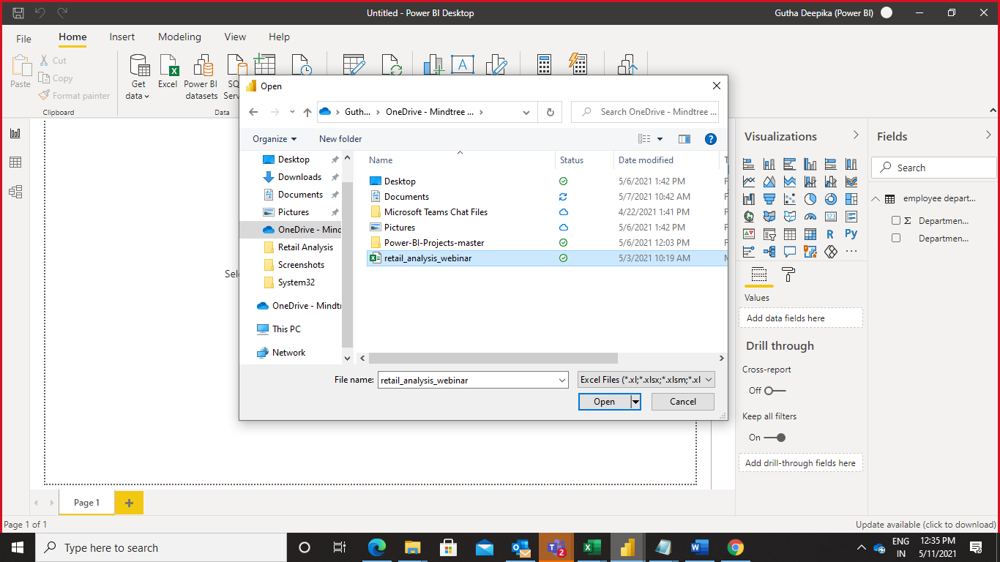 Untitled - Power BI Desktop
Gutha Deepika (Power BI)
File
Home
Insert
Modeling
View
Help
Paste
Cut
Copy
Format painter
Clipboard
Get
data
Excel
Power BI
datasets
SQ
Serv
Data
A
Open
Guth...
OneDrive - Mindtree ...
Search OneDrive - Mindtree ...
Organize
New folder
?
Desktop
Downloads
Documents
Pictures
OneDrive - Mind
Retail Analysis
Screenshots
System32
OneDrive - Mindtr
This PC
Network
Name Status Date modified T
Desktop 5/6/2021 1:42 PM F
Documents 5/7/2021 10:42 AM F
Microsoft Teams Chat Files 4/22/2021 1:41 PM F
Pictures 5/6/2021 1:42 PM F
Power-BI-Projects-master 5/6/2021 12:03 PM F
retail_analysis_webinar 5/3/2021 10:19 AM M
File name: retail_analysis_webinar
Excel Files (*.xl;*.xlsx;*.xlsm;*.xl
Open
Cancel
Sele
Visualizations
123
R
Py
...
Values
Add data fields here
Drill through
Cross-report
Off
Keep all filters
On
Add drill-through fields here
Fields
Search
employee depart...
Σ Departmen...
Departmen...
Page 1
+
Page 1 of 1
Update available (click to download)
Type here to search
2
ENG
IN
12:35 PM
5/11/2021